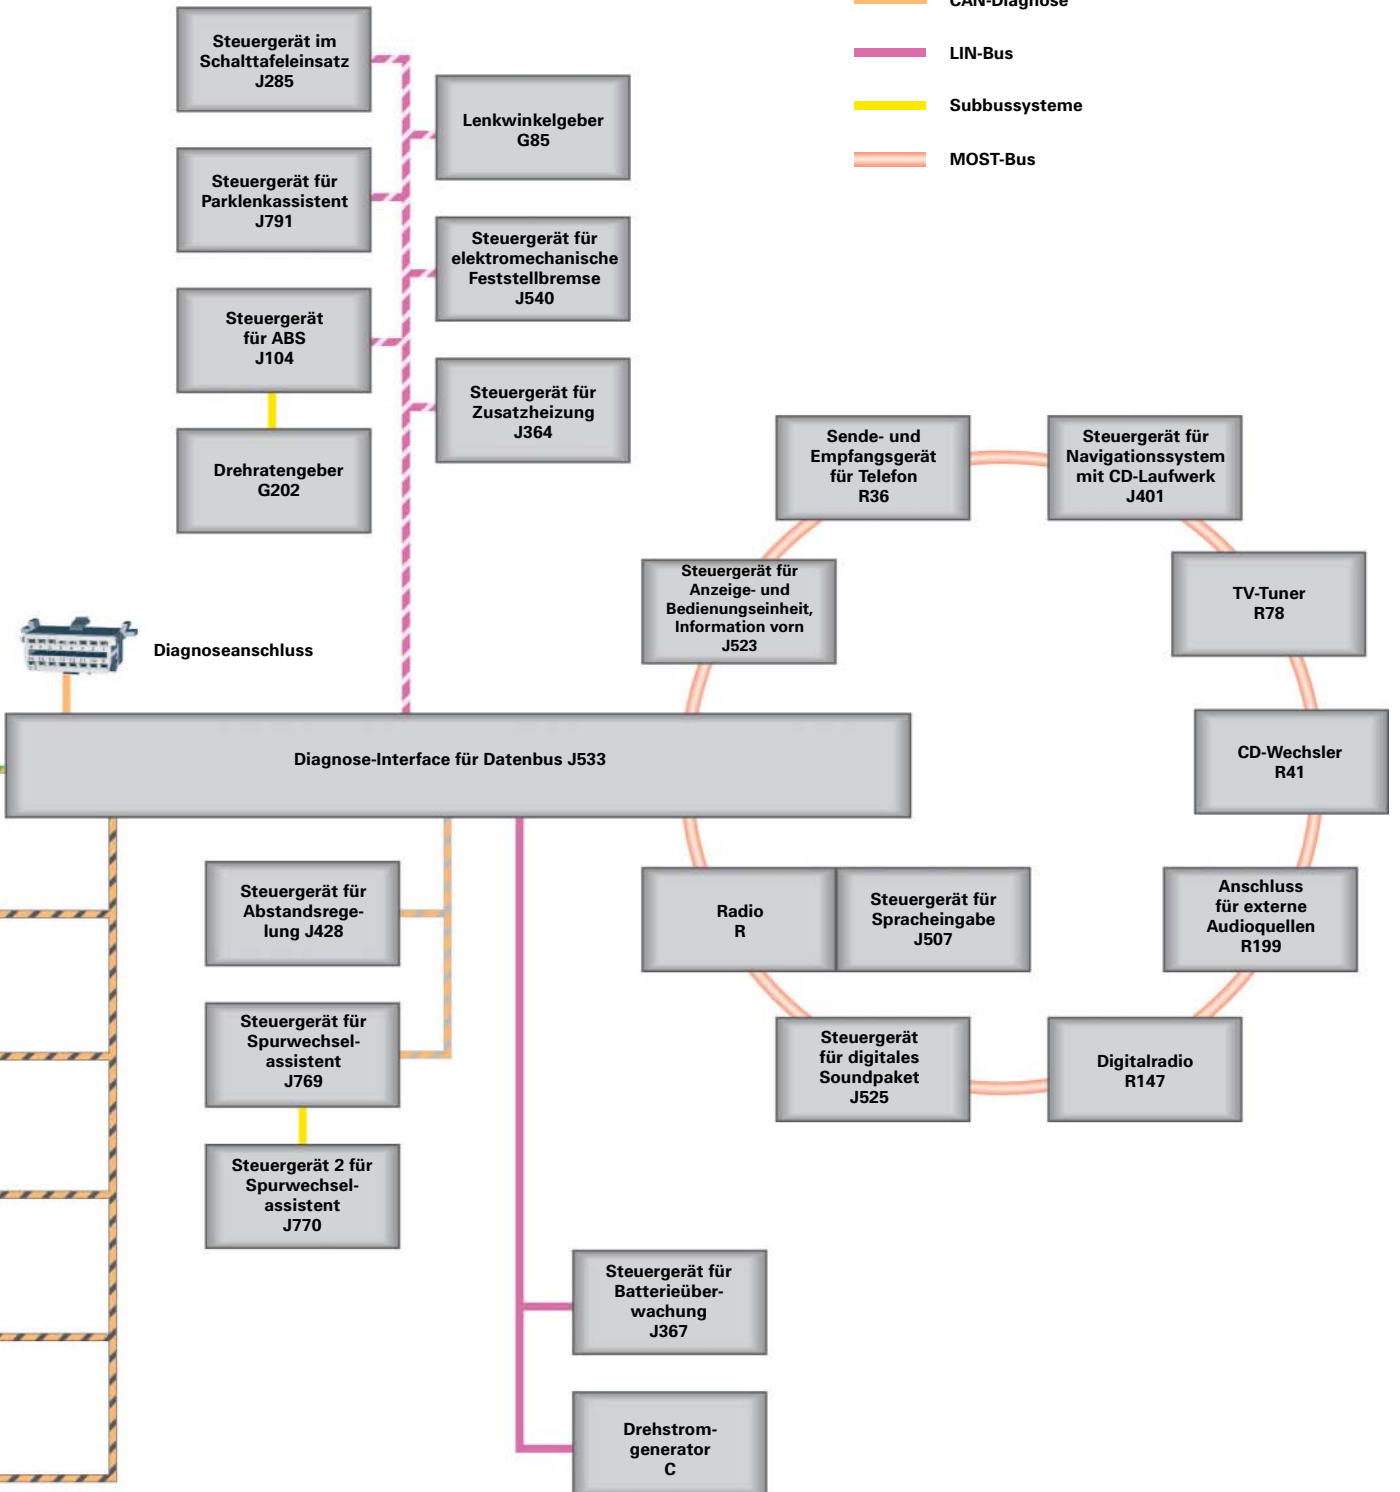 CAN-Diagnose
LIN-Bus
Subbussysteme
MOST-Bus
Steuergerät im
Schalttafeleinsatz
J285
Lenkwinkelgeber
G85
Steuergerät für
Parklenkassistent
J791
Steuergerät für
elektromechanische
Feststellbremse
J540
Steuergerät
für ABS
J104
Steuergerät für
Zusatzheizung
J364
Drehratengeber
G202
Sende- und
Empfangsgerät
für Telefon
R36
Steuergerät für
Navigationssystem
mit CD-Laufwerk
J401
Steuergerät für
Anzeige- und
Bedienungseinheit,
Information vorn
J523
TV-Tuner
R78
Diagnoseanschluss
Diagnose-Interface für Datenbus J533
CD-Wechsler
R41
Steuergerät für
Abstandsrege-
lung J428
Radio
R
Steuergerät für
Spracheingabe
J507
Anschluss
für externe
Audioquellen
R199
Steuergerät für
Spurwechsel-
assistent
J769
Steuergerät
für digitales
Soundpaket
J525
Digitalradio
R147
Steuergerät 2 für
Spurwechsel-
assistent
J770
Steuergerät für
Batterieüber-
wachung
J367
Drehstrom-
generator
C